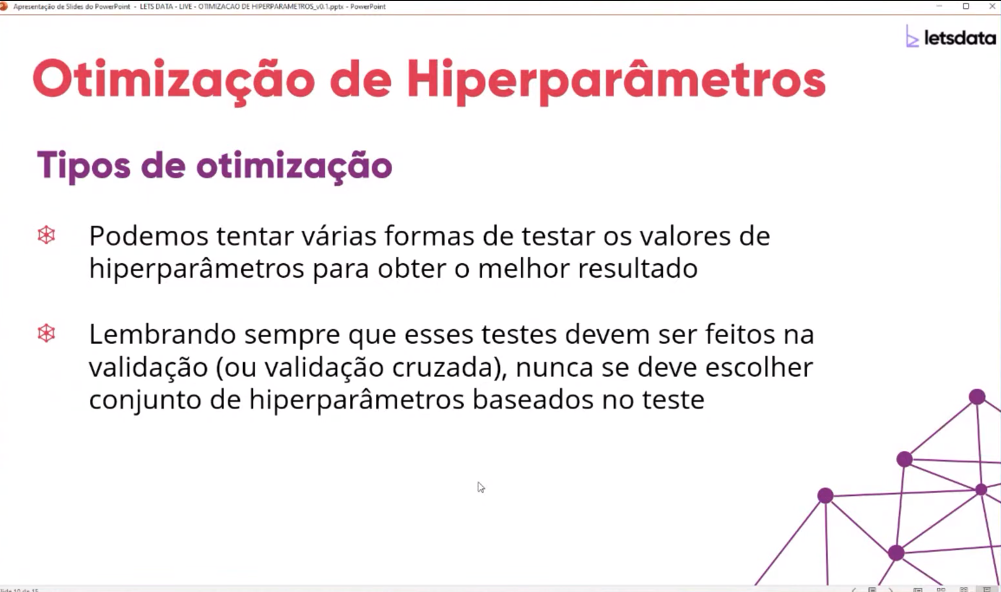 Apresentação de Slides do PowerPoint - LETS DATA - LIVE - OTIMIZACAO DE HIPERPARAMETROS_v0.1.pptx - PowerPoint
letsdata
Otimização de Hiperparâmetros
Tipos de otimização
Podemos tentar várias formas de testar os valores de
hiperparâmetros para obter o melhor resultado
Lembrando sempre que esses testes devem ser feitos na
validação (ou validação cruzada), nunca se deve escolher
conjunto de hiperparâmetros baseados no teste